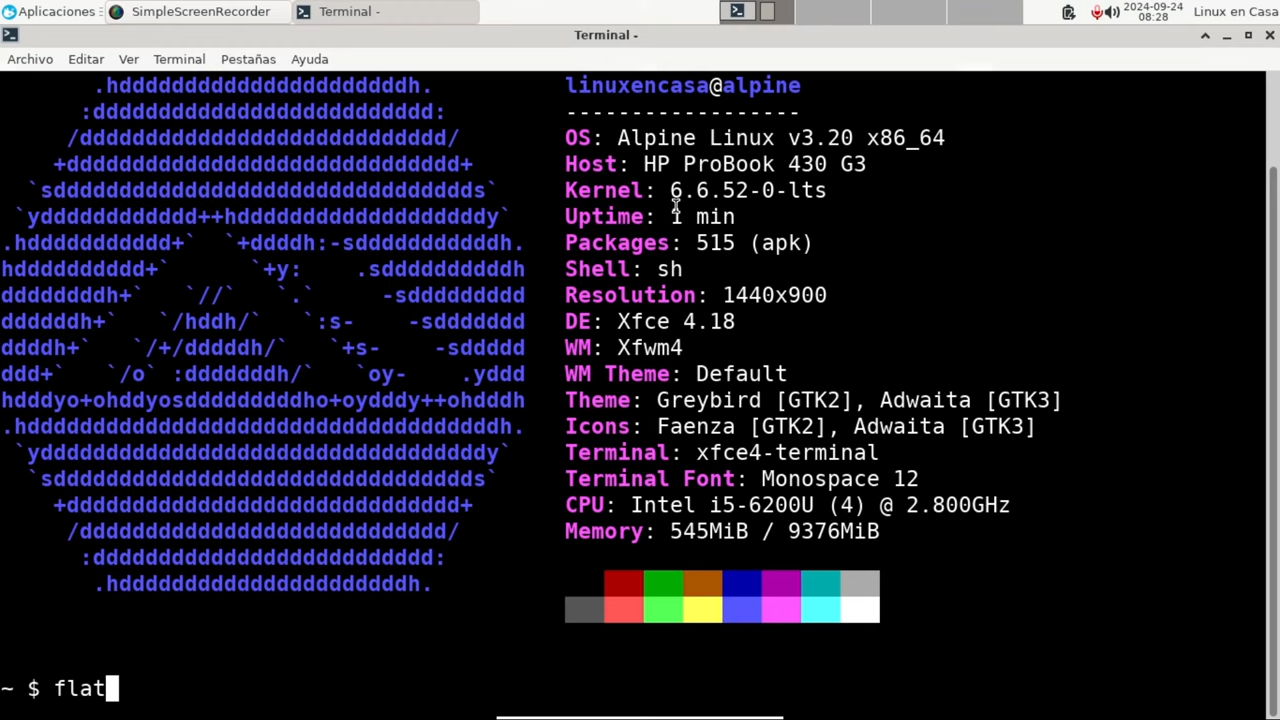 Aplicaciones
SimpleScreenRecorder
Terminal -
2024-09-24
08:28
Linux en Casa
Terminal -
Archivo Editar Ver Terminal Pestañas Ayuda
linuxencasa@alpine
------------------
OS: Alpine Linux v3.20 x86_64
Host: HP ProBook 430 G3
Kernel: 6.6.52-0-lts
Uptime: 1 min
Packages: 515 (apk)
Shell: sh
Resolution: 1440x900
DE: Xfce 4.18
WM: Xfwm4
WM Theme: Default
Theme: Greybird [GTK2], Adwaita [GTK3]
Icons: Faenza [GTK2], Adwaita [GTK3]
Terminal: xfce4-terminal
Terminal Font: Monospace 12
CPU: Intel i5-6200U (4) @ 2.800GHz
Memory: 545MiB / 9376MiB
~ $ flat